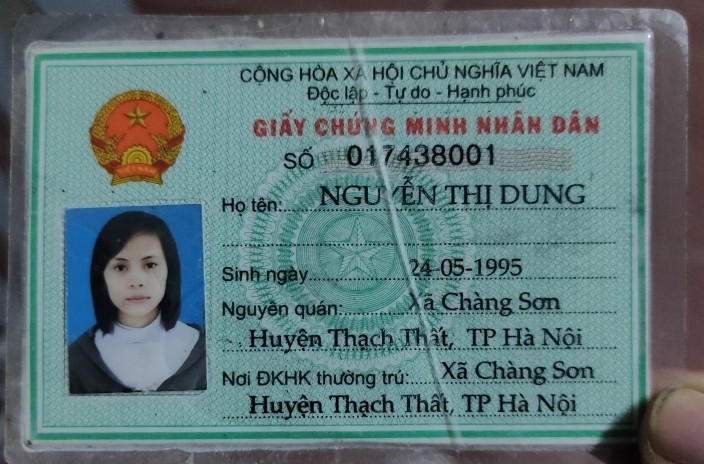 CỘNG HÒA XÃ HỘI CHỦ NGHĨA VIỆT NAM
Độc lập - Tự do - Hạnh phúc
GIẤY CHỨNG MINH NHÂN DÂN
SỐ 017438001
Họ tên: NGUYỄN THỊ DUNG
Sinh ngày 24-05-1995
Nguyên quán: Xã Chàng Sơn
Huyện Thạch Thất, TP Hà Nội
Nơi ĐKHK thường trú: Xã Chàng Sơn
Huyện Thạch Thất, TP Hà Nội